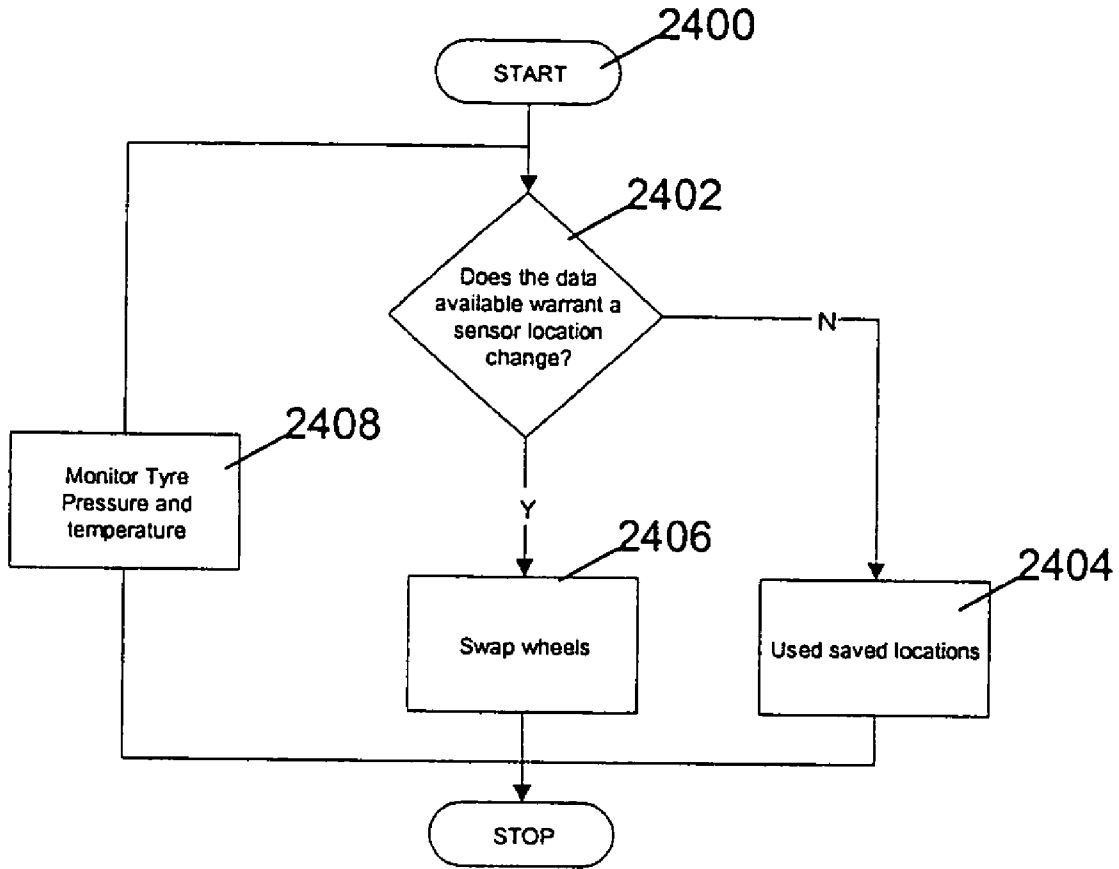 2400
START
2402
Does the data
available warrant a
sensor location
change?
N
2408
Monitor Tyre
Pressure and
temperature
Y
2406
Swap wheels
2404
Used saved locations
STOP